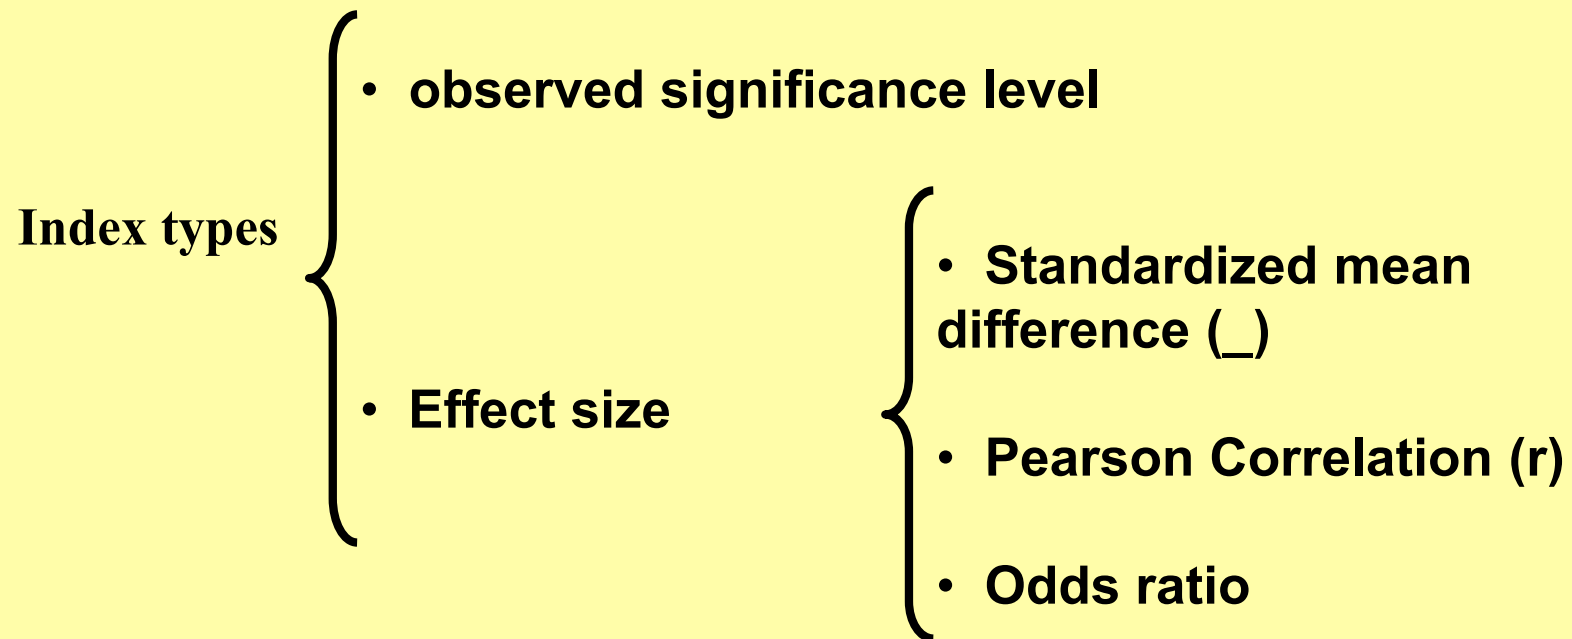 • observed significance level
Index types
• Standardized mean
difference (_)
• Effect size
• Pearson Correlation (r)
• Odds ratio